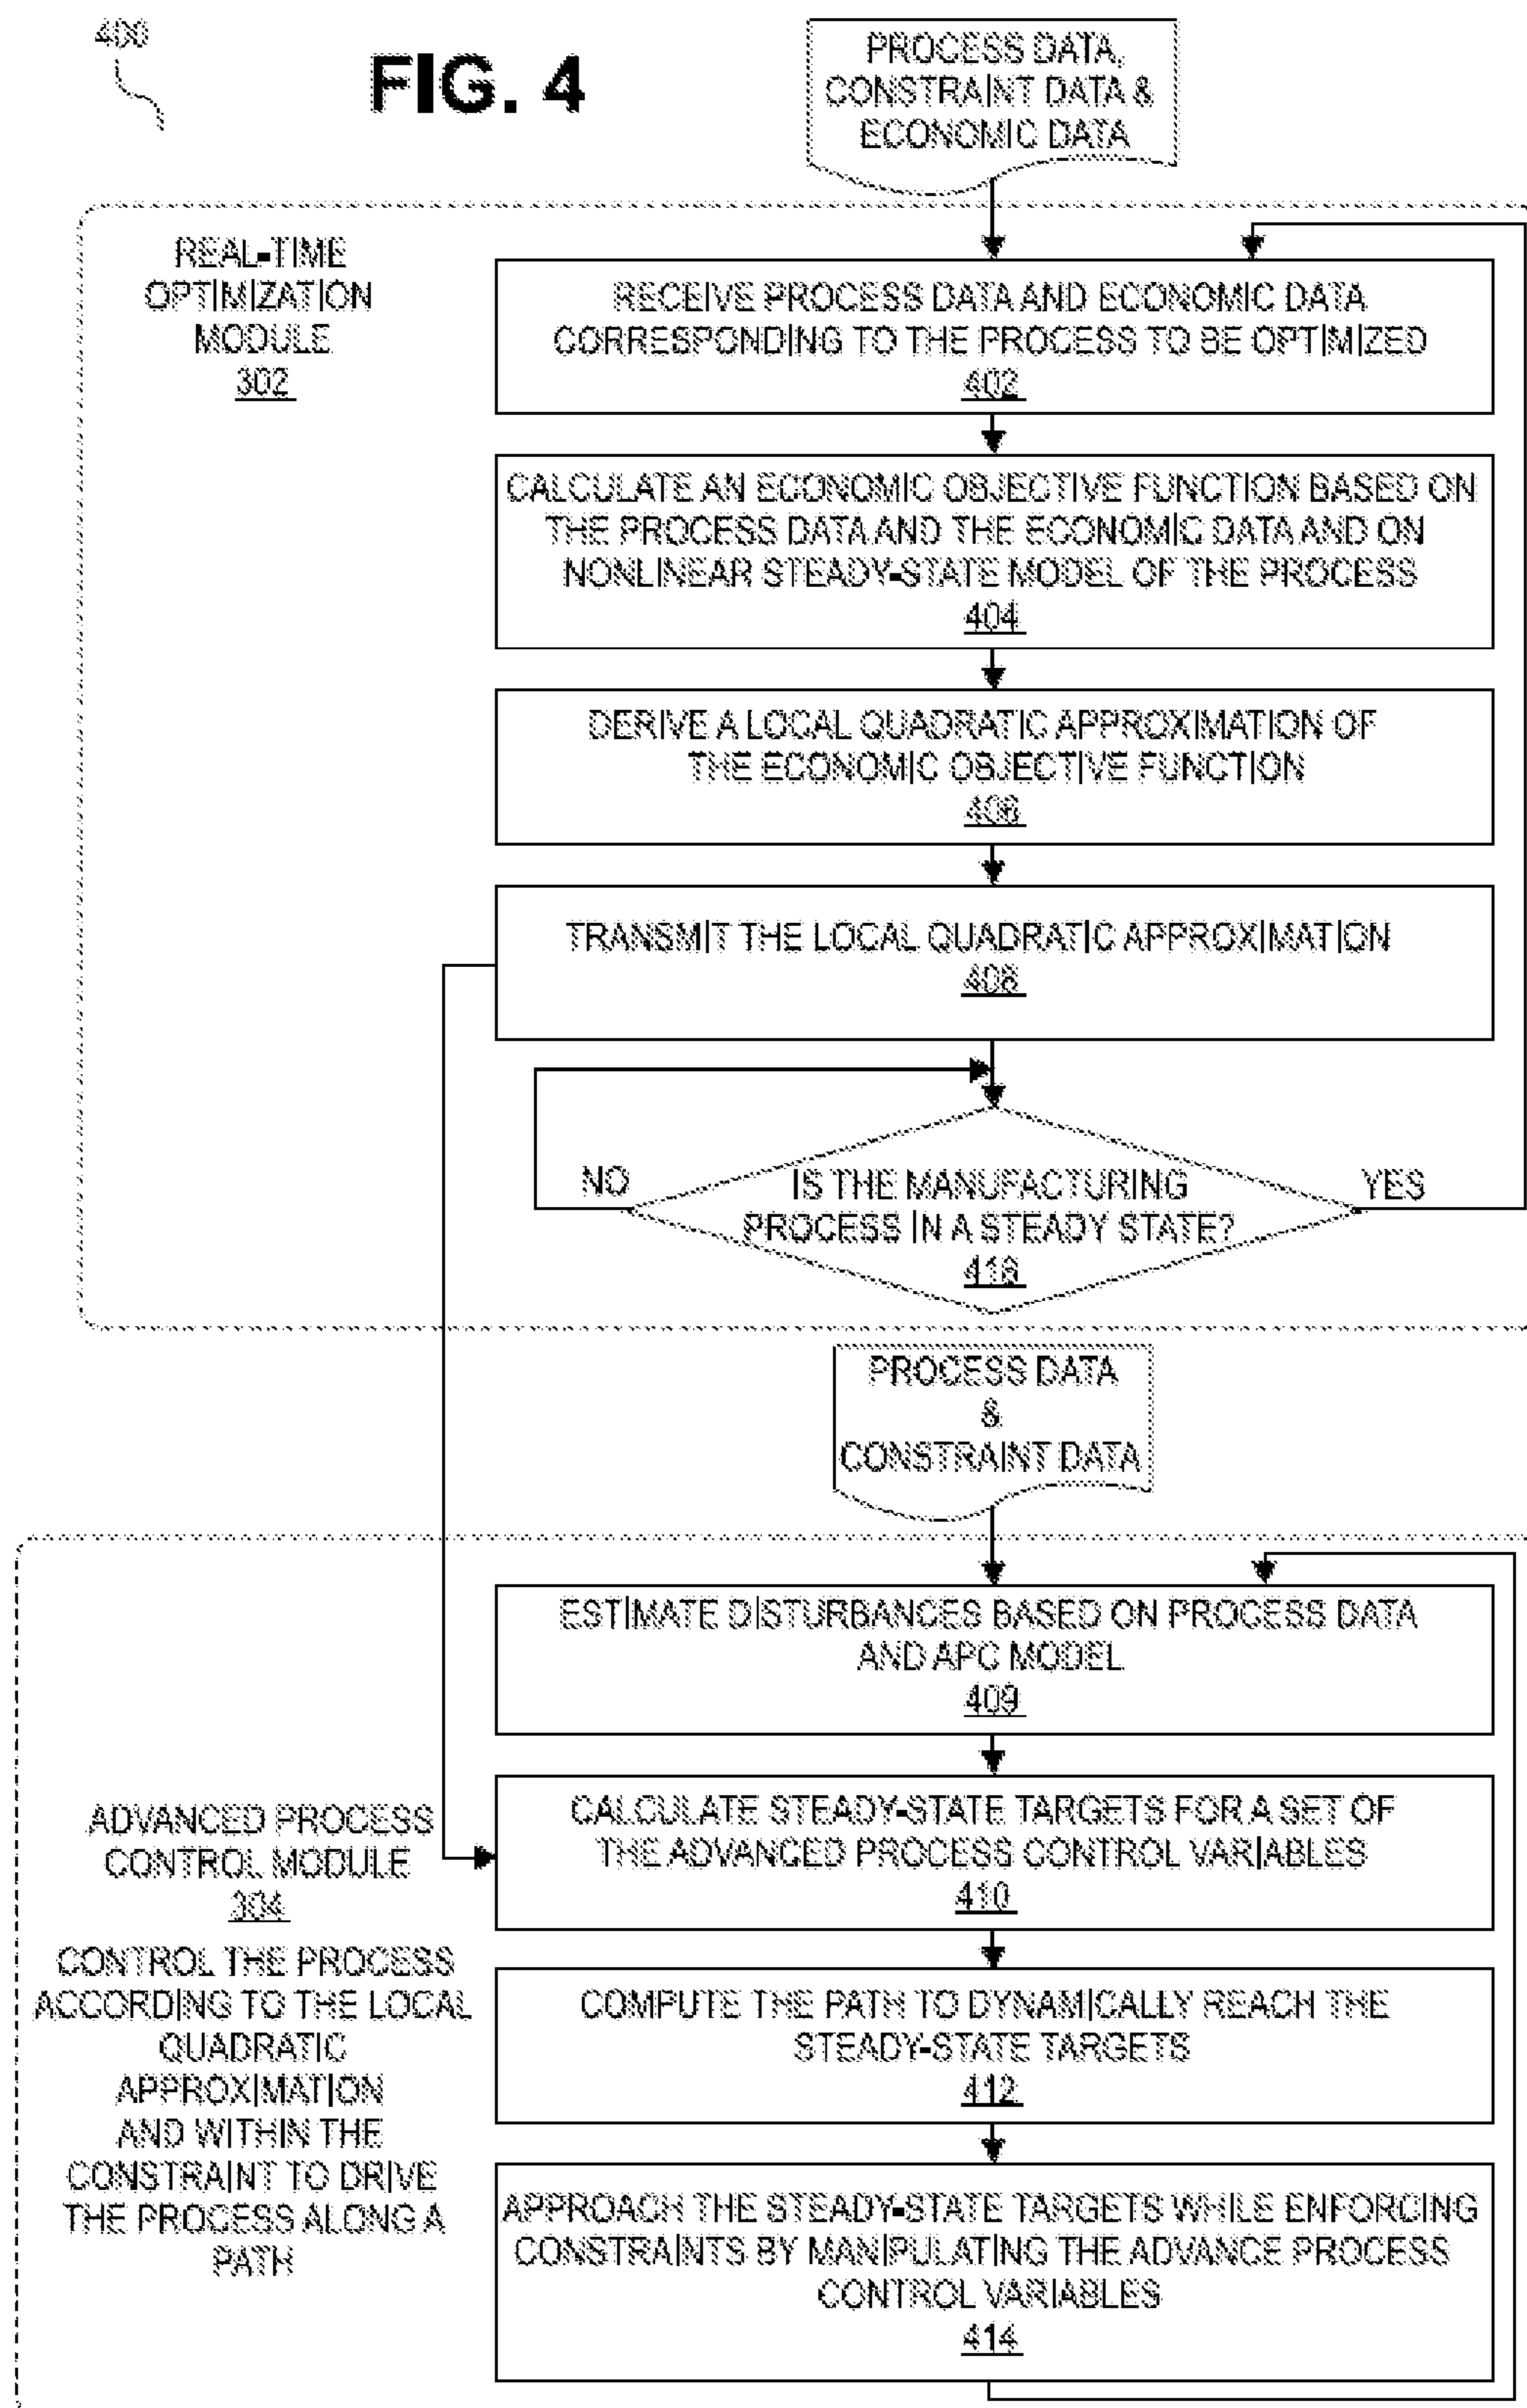 400
FIG. 4
PROCESS DATA,
CONSTRAINT DATA &
ECONOMIC DATA
REAL-TIME
OPTIMIZATION
MODULE
302
RECEIVE PROCESS DATA AND ECONOMIC DATA
CORRESPONDING TO THE PROCESS TO BE OPTIMIZED
402
CALCULATE AN ECONOMIC OBJECTIVE FUNCTION BASED ON
THE PROCESS DATA AND THE ECONOMIC DATA AND ON
NONLINEAR STEADY-STATE MODEL OF THE PROCESS
404
DERIVE A LOCAL QUADRATIC APPROXIMATION OF
THE ECONOMIC OBJECTIVE FUNCTION
406
TRANSMIT THE LOCAL QUADRATIC APPROXIMATION
408
NO
IS THE MANUFACTURING
PROCESS IN A STEADY STATE?
YES
416
PROCESS DATA
&
CONSTRAINT DATA
ESTIMATE DISTURBANCES BASED ON PROCESS DATA
AND APC MODEL
409
ADVANCED PROCESS
CONTROL MODULE
304
CONTROL THE PROCESS
ACCORDING TO THE LOCAL
QUADRATIC
APPROXIMATION
AND WITHIN THE
CONSTRAINT TO DRIVE
THE PROCESS ALONG A
PATH
CALCULATE STEADY-STATE TARGETS FOR A SET OF
THE ADVANCED PROCESS CONTROL VARIABLES
410
COMPUTE THE PATH TO DYNAMICALLY REACH THE
STEADY-STATE TARGETS
412
APPROACH THE STEADY-STATE TARGETS WHILE ENFORCING
CONSTRAINTS BY MANIPULATING THE ADVANCE PROCESS
CONTROL VARIABLES
414